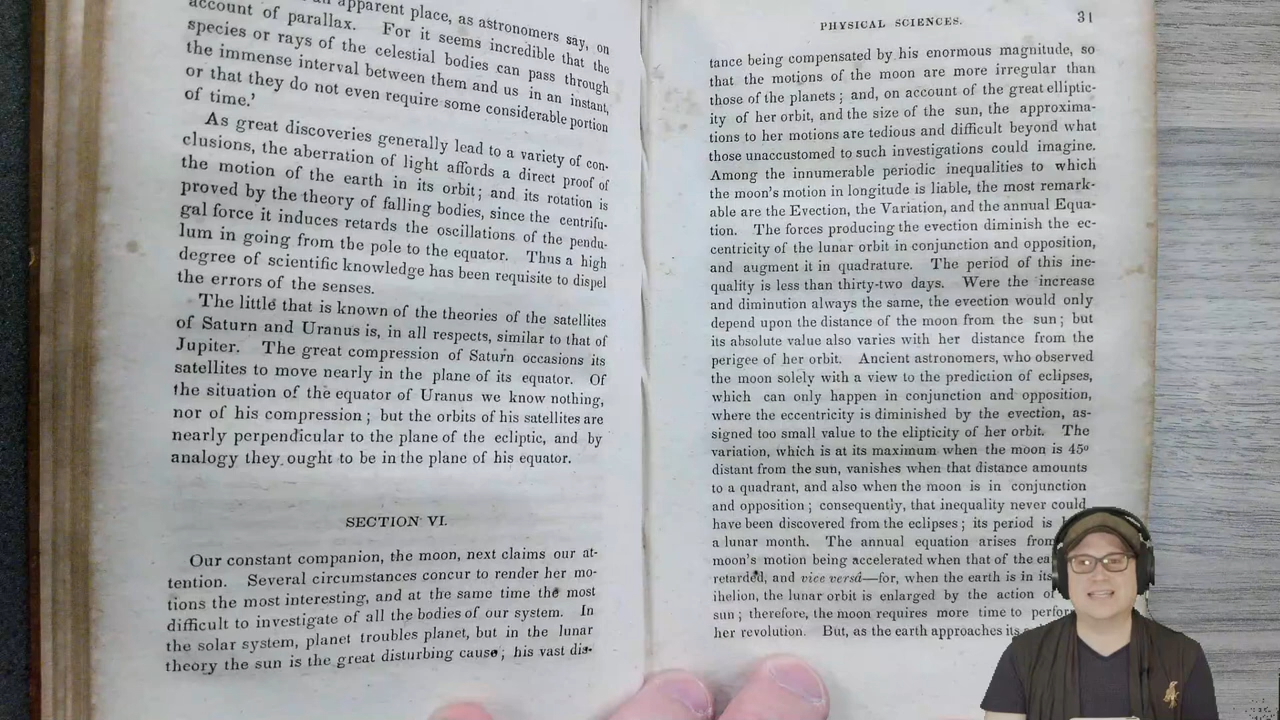 apparent place, as astronomers say, on
account of parallax. For it seems incredible that the
species or rays of the celestial bodies can pass through
the immense interval between them and us in an instant,
or that they do not even require some considerable portion
of time.'
As great discoveries generally lead to a variety of con-
clusions, the aberration of light affords a direct proof of
the motion of the earth in its orbit; and its rotation is
proved by the theory of falling bodies, since the centrifu-
gal force it induces retards the oscillations of the pendu-
lum in going from the pole to the equator. Thus a high
degree of scientific knowledge has been requisite to dispel
the errors of the senses.
The little that is known of the theories of the satellites
of Saturn and Uranus is, in all respects, similar to that of
Jupiter. The great compression of Saturn occasions its
satellites to move nearly in the plane of its equator. Of
the situation of the equator of Uranus we know nothing,
nor of his compression; but the orbits of his satellites are
nearly perpendicular to the plane of the ecliptic, and by
analogy they ought to be in the plane of his equator.
SECTION VI.
Our constant companion, the moon, next claims our at-
tention. Several circumstances concur to render her mo-
tions the most interesting, and at the same time the most
difficult to investigate of all the bodies of our system. In
the solar system, planet troubles planet, but in the lunar
theory the sun is the great disturbing cause; his vast dis-
PHYSICAL SCIENCES. 31
tance being compensated by his enormous magnitude, so
that the motions of the moon are more irregular than
those of the planets; and, on account of the great elliptic-
ity of her orbit, and the size of the sun, the approxima-
tions to her motions are tedious and difficult beyond what
those unaccustomed to such investigations could imagine.
Among the innumerable periodic inequalities to which
the moon's motion in longitude is liable, the most remark-
able are the Evection, the Variation, and the annual Equa-
tion. The forces producing the evection diminish the ec-
centricity of the lunar orbit in conjunction and opposition,
and augment it in quadrature. The period of this ine-
quality is less than thirty-two days. Were the increase
and diminution always the same, the evection would only
depend upon the distance of the moon from the sun; but
its absolute value also varies with her distance from the
perigee of her orbit. Ancient astronomers, who observed
the moon solely with a view to the prediction of eclipses,
which can only happen in conjunction and opposition,
where the eccentricity is diminished by the evection, as-
signed too small value to the elipticity of her orbit. The
variation, which is at its maximum when the moon is 45°
distant from the sun, vanishes when that distance amounts
to a quadrant, and also when the moon is in conjunction
and opposition; consequently, that inequality never could
have been discovered from the eclipses; its period is
a lunar month. The annual equation arises from
moon's motion being accelerated when that of the
retarded, and vice versâ—for, when the earth is in its
ihelion, the lunar orbit is enlarged by the action of
sun; therefore, the moon requires more time to
her revolution. But, as the earth approaches its